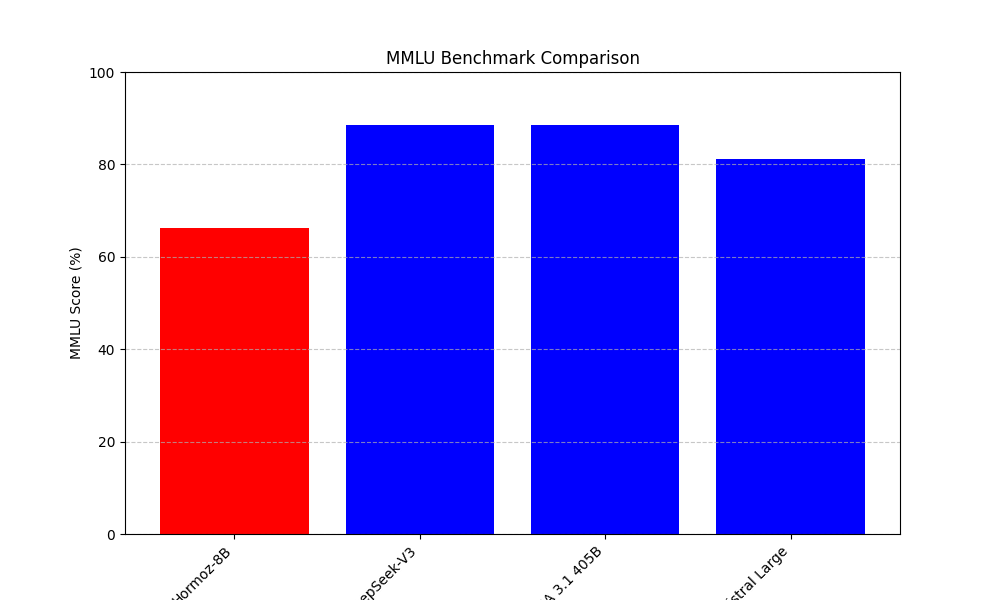 MMLU Benchmark Comparison
MMLU Score (%)
100
80
60
40
20
0
Hormoz-8B
epSeek-V3
A 3.1 405B
stral Large